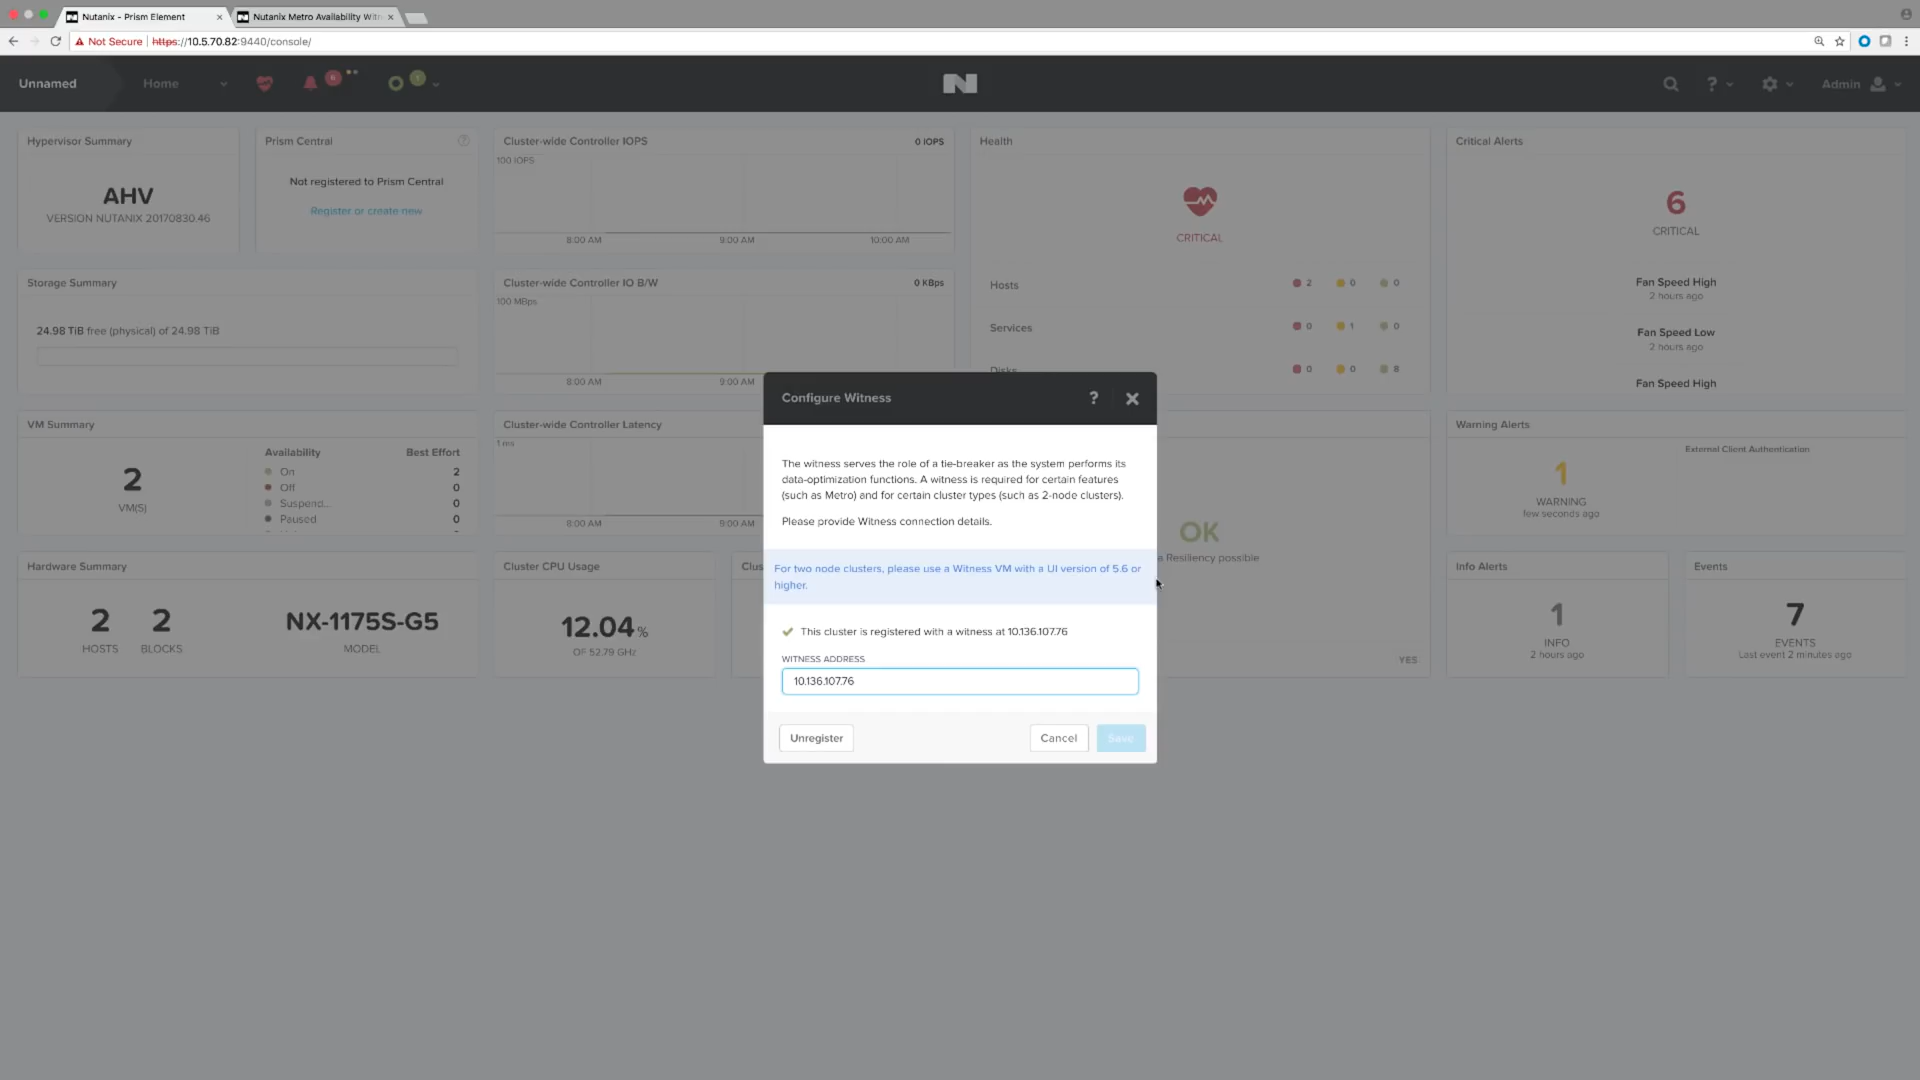 Nutanix - Prism Element
Nutanix Metro Availability Witn
Not Secure | https://10.5.70.82:9440/console/
Unnamed
Home
Admin
Hypervisor Summary
AHV
VERSION NUTANIX 20170830.46
Prism Central
Not registered to Prism Central
Register or create new
Cluster-wide Controller IOPS
0 IOPS
100 IOPS
8:00 AM 9:00 AM 10:00 AM
Health
CRITICAL
Hosts 2 0 0
Services 0 1 0
Disks 0 0 8
Critical Alerts
6
CRITICAL
Fan Speed High
2 hours ago
Fan Speed Low
2 hours ago
Fan Speed High
Storage Summary
24.98 TiB free (physical) of 24.98 TiB
Cluster-wide Controller IO B/W
0 KBps
100 MBps
8:00 AM 9:00 AM
VM Summary
2
VM(S)
Availability Best Effort
On 2
Off 0
Suspend... 0
Paused 0
Cluster-wide Controller Latency
1 ms
8:00 AM 9:00 AM
OK
Resiliency possible
YES
Warning Alerts
1
WARNING
few seconds ago
External Client Authentication
Hardware Summary
2
HOSTS
2
BLOCKS
NX-1175S-G5
MODEL
Cluster CPU Usage
12.04%
OF 52.79 GHz
Clus
Info Alerts
1
INFO
2 hours ago
Events
7
EVENTS
Last event 2 minutes ago
Configure Witness
?
The witness serves the role of a tie-breaker as the system performs its
data-optimization functions. A witness is required for certain features
(such as Metro) and for certain cluster types (such as 2-node clusters).
Please provide Witness connection details.
For two node clusters, please use a Witness VM with a UI version of 5.6 or
higher.
This cluster is registered with a witness at 10.136.107.76
WITNESS ADDRESS
10.136.107.76
Unregister
Cancel
Save